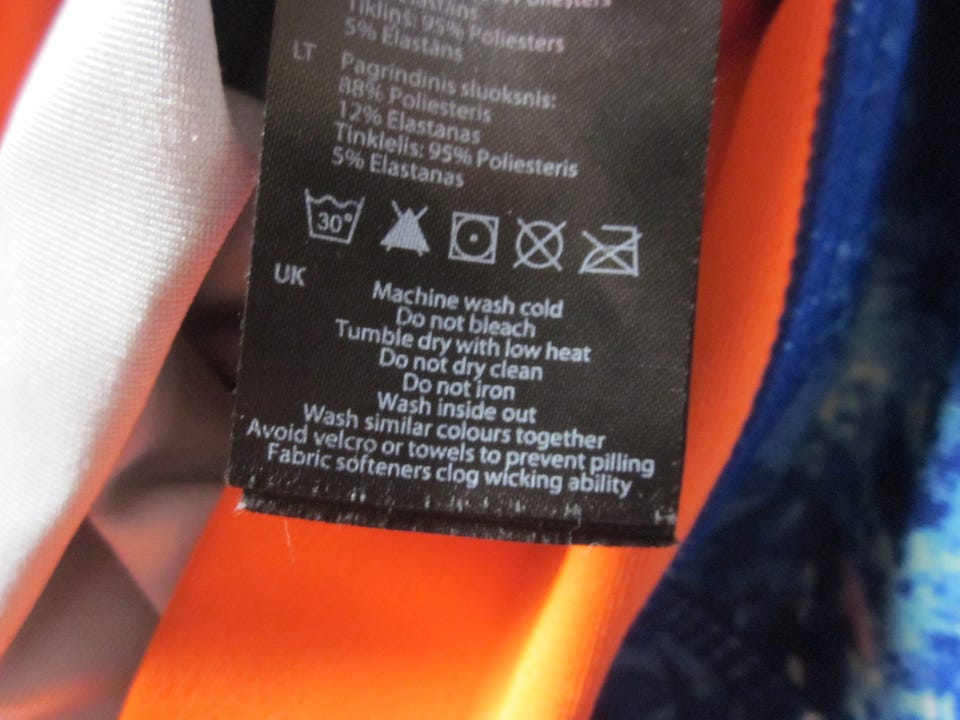 Poliesters
Tīkliņš: 95% Poliesters
5% Elastāns
LT
Pagrindinis sluoksnis:
88% Poliesteris
12% Elastanas
Tinklelis: 95% Poliesteris
5% Elastanas
30°
UK
Machine wash cold
Do not bleach
Tumble dry with low heat
Do not dry clean
Do not iron
Wash inside out
Wash similar colours together
Avoid velcro or towels to prevent pilling
Fabric softeners clog wicking ability